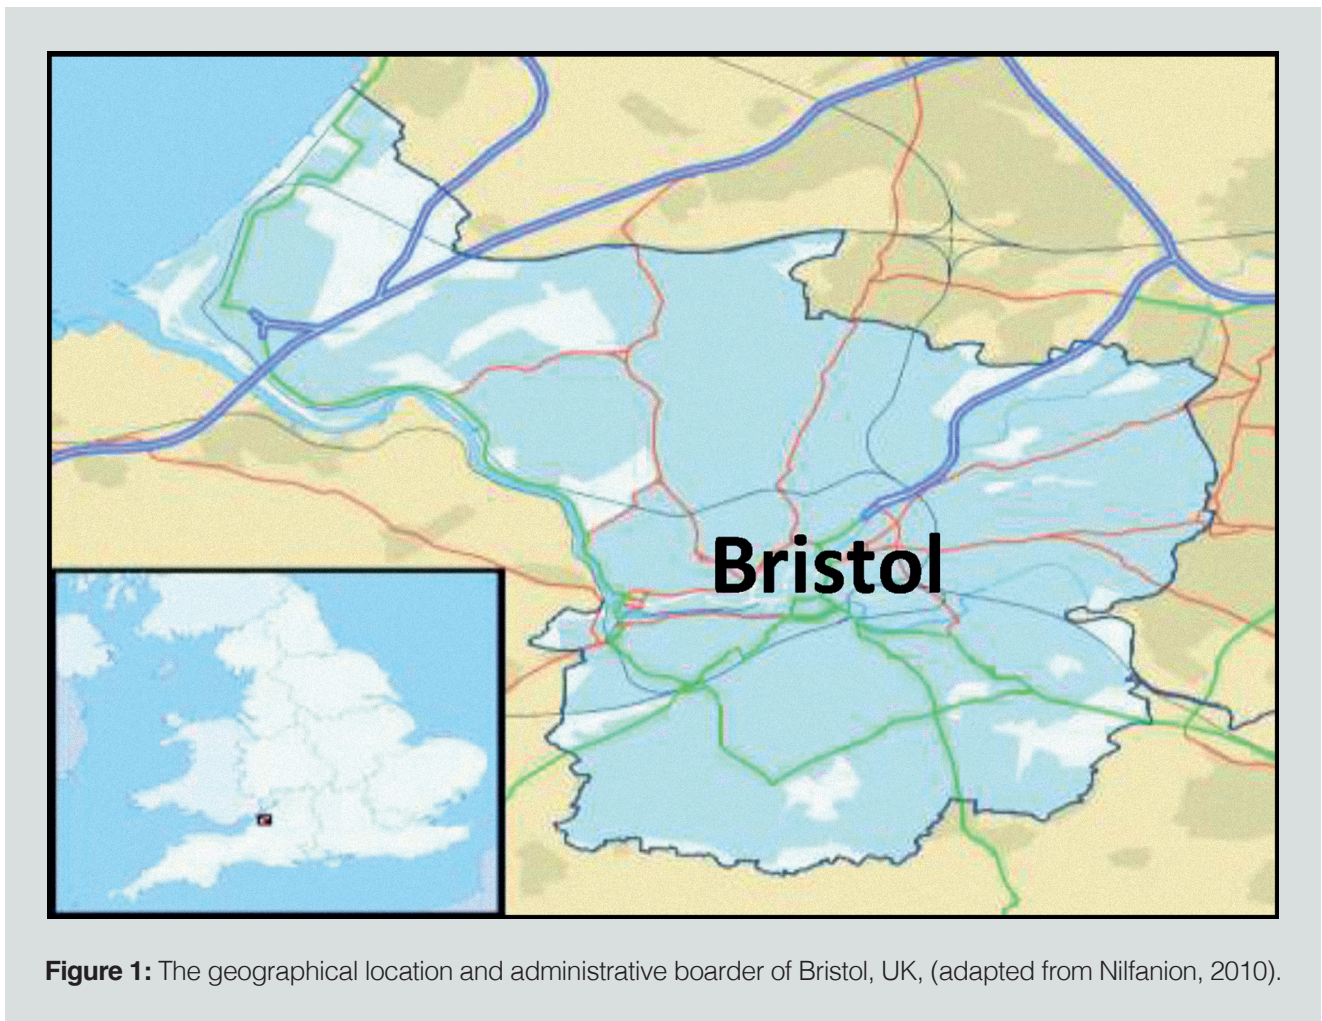 Bristol
Figure 1: The geographical location and administrative boarder of Bristol, UK, (adapted from Nilfanion, 2010).